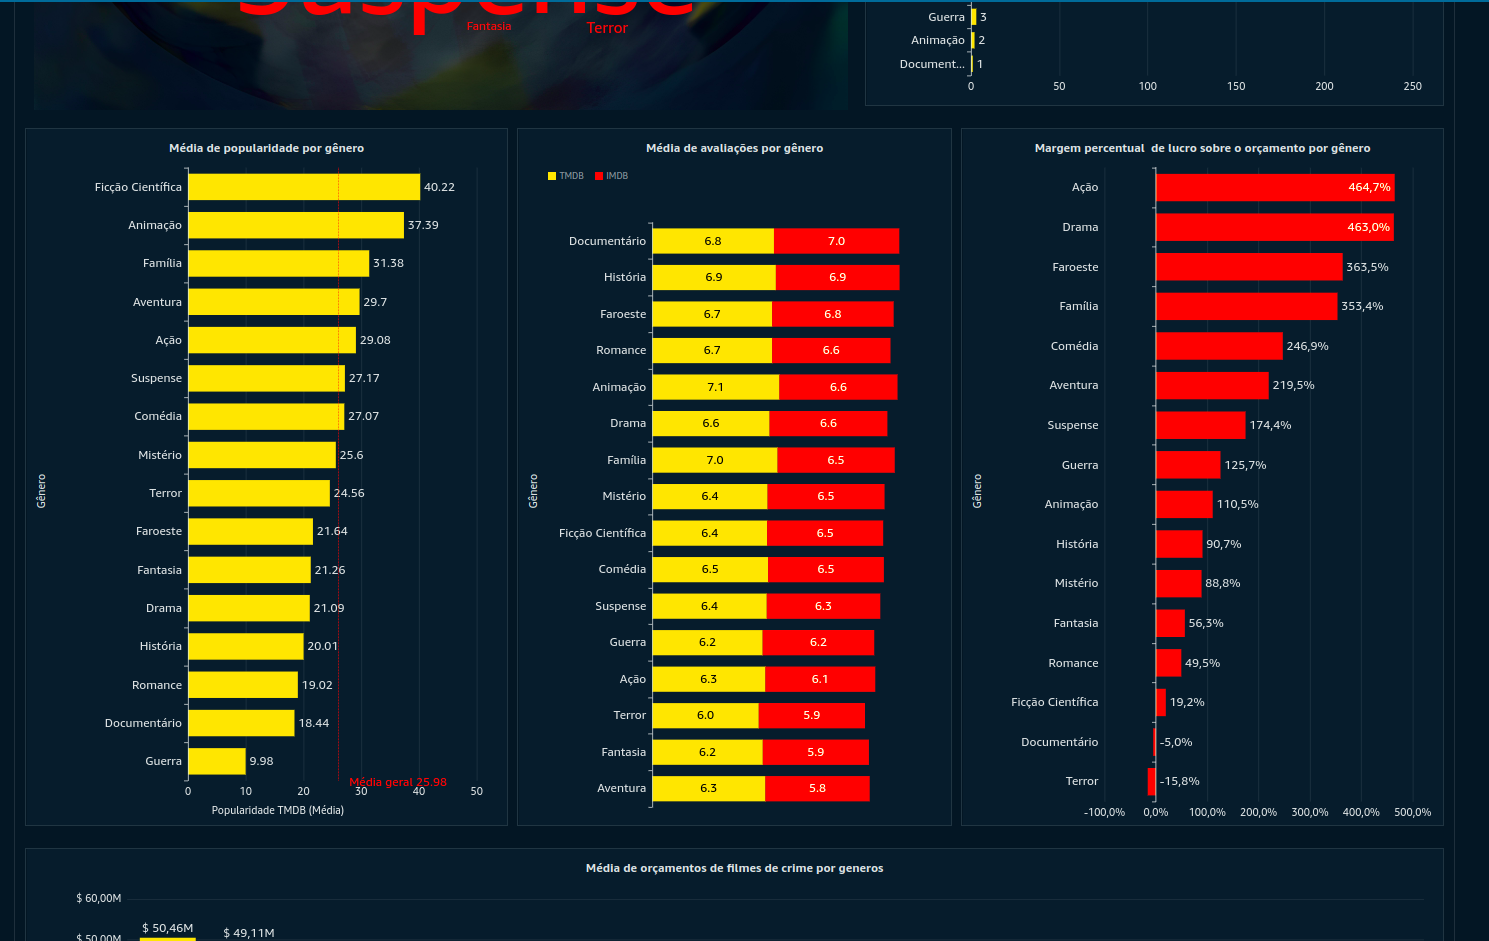 Suspense
Fantasia
Terror
Guerra 3
Animação 2
Document... 1
0 50 100 150 200 250
Média de popularidade por gênero
Gênero
Ficção Científica 40.22
Animação 37.39
Família 31.38
Aventura 29.7
Ação 29.08
Suspense 27.17
Comédia 27.07
Mistério 25.6
Terror 24.56
Faroeste 21.64
Fantasia 21.26
Drama 21.09
História 20.01
Romance 19.02
Documentário 18.44
Guerra 9.98
Média geral 25.98
0 10 20 30 40 50
Popularidade TMDB (Média)
Média de avaliações por gênero
TMDB IMDB
Gênero
Documentário 6.8 7.0
História 6.9 6.9
Faroeste 6.7 6.8
Romance 6.7 6.6
Animação 7.1 6.6
Drama 6.6 6.6
Família 7.0 6.5
Mistério 6.4 6.5
Ficção Científica 6.4 6.5
Comédia 6.5 6.5
Suspense 6.4 6.3
Guerra 6.2 6.2
Ação 6.3 6.1
Terror 6.0 5.9
Fantasia 6.2 5.9
Aventura 6.3 5.8
Margem percentual de lucro sobre o orçamento por gênero
Gênero
Ação 464,7%
Drama 463,0%
Faroeste 363,5%
Família 353,4%
Comédia 246,9%
Aventura 219,5%
Suspense 174,4%
Guerra 125,7%
Animação 110,5%
História 90,7%
Mistério 88,8%
Fantasia 56,3%
Romance 49,5%
Ficção Científica 19,2%
Documentário -5,0%
Terror -15,8%
-100,0% 0,0% 100,0% 200,0% 300,0% 400,0% 500,0%
Média de orçamentos de filmes de crime por generos
$ 60,00M
$ 50,46M
$ 49,11M
$ 50,00M